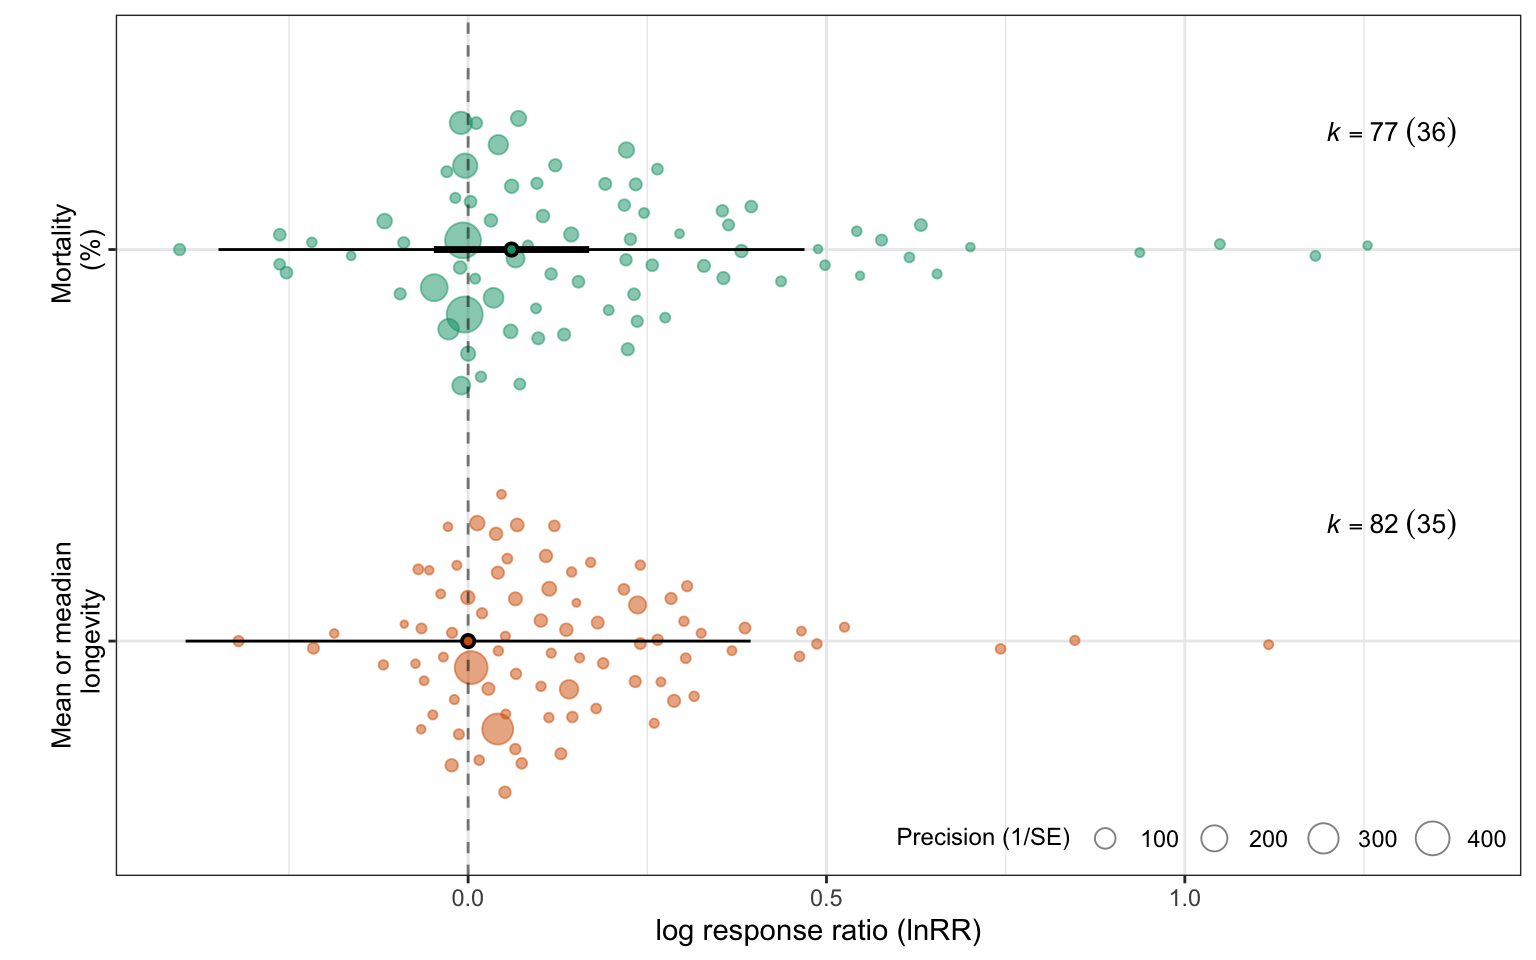 Mortality
(%)
k = 77 (36)
Mean or meadian
longevity
k = 82 (35)
Precision (1/SE) 100 200 300 400
0.0 0.5 1.0
log response ratio (lnRR)